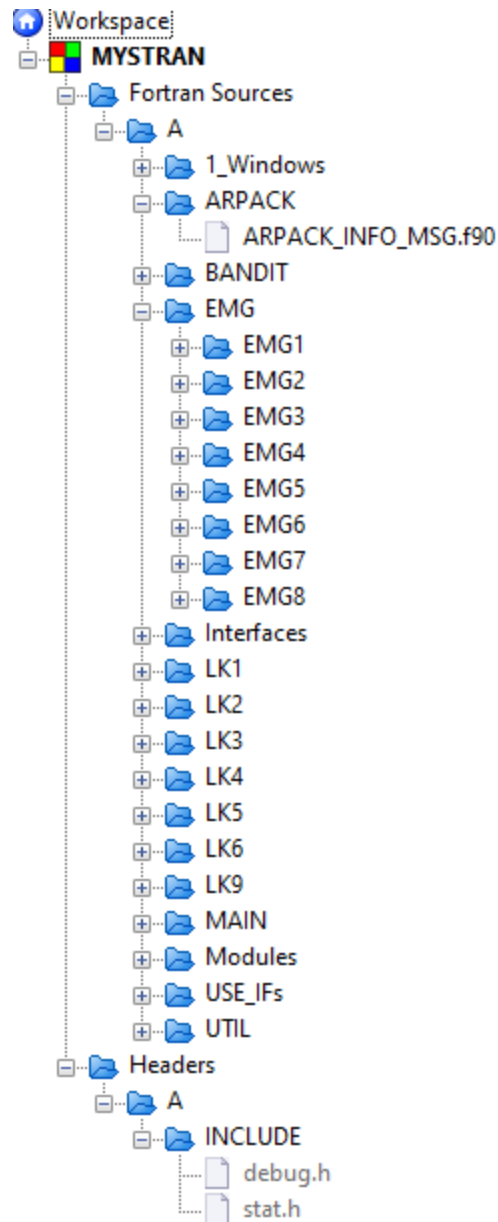 Workspace
MYSTRAN
Fortran Sources
A
1_Windows
ARPACK
ARPACK_INFO_MSG.f90
BANDIT
EMG
EMG1
EMG2
EMG3
EMG4
EMG5
EMG6
EMG7
EMG8
Interfaces
LK1
LK2
LK3
LK4
LK5
LK6
LK9
MAIN
Modules
USE_IFs
UTIL
Headers
A
INCLUDE
debug.h
stat.h